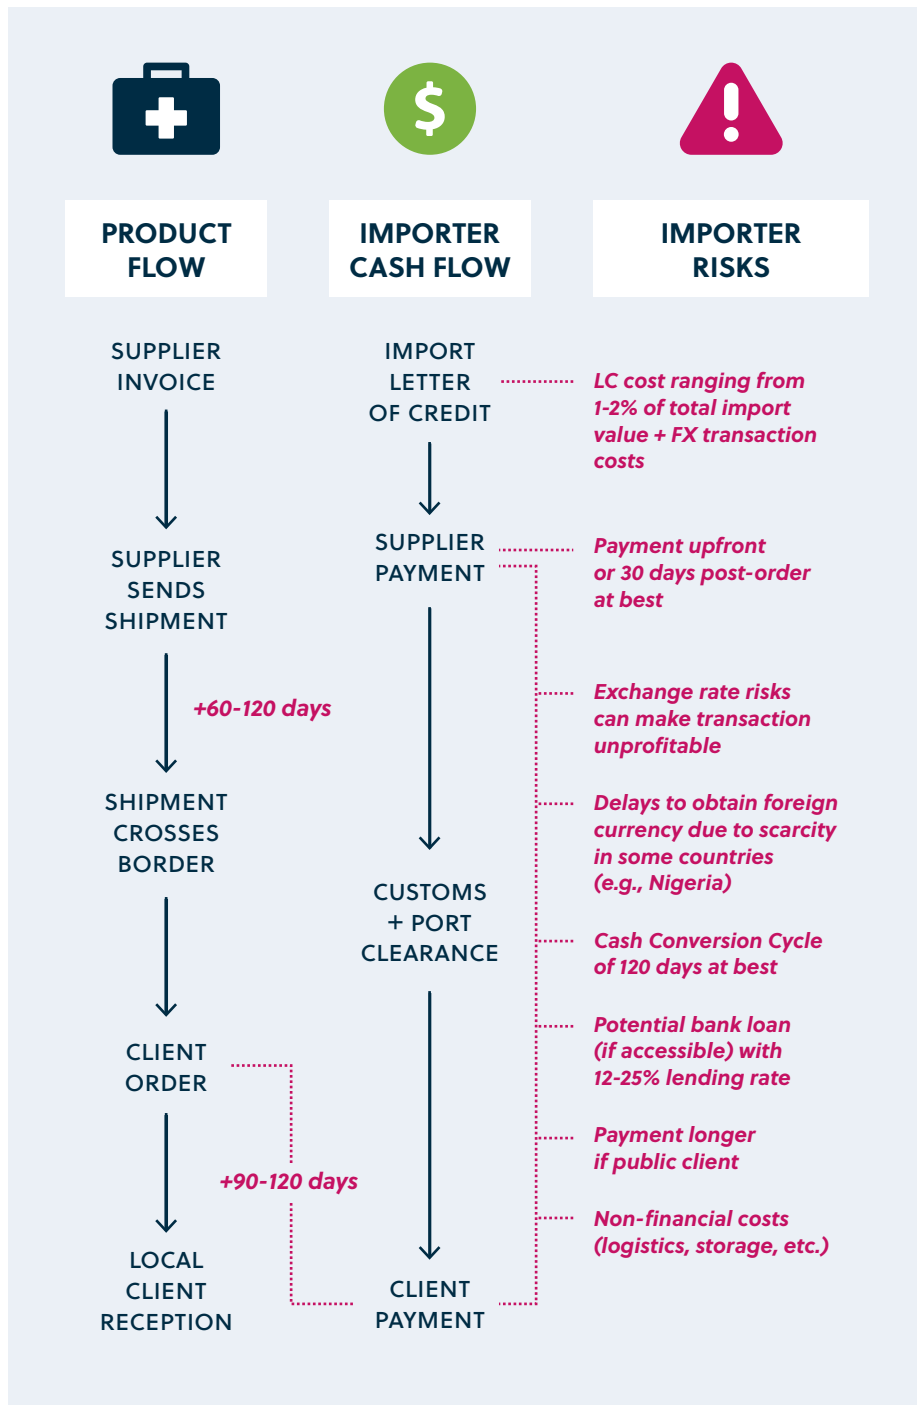 $
!
PRODUCT
FLOW
SUPPLIER
INVOICE
SUPPLIER
SENDS
SHIPMENT
+60-120 days
SHIPMENT
CROSSES
BORDER
CLIENT
ORDER
+90-120 days
LOCAL
CLIENT
RECEPTION
IMPORTER
CASH FLOW
IMPORT
LETTER
OF CREDIT
SUPPLIER
PAYMENT
CUSTOMS
+ PORT
CLEARANCE
CLIENT
PAYMENT
IMPORTER
RISKS
LC cost ranging from
1-2% of total import
value + FX transaction
costs
Payment upfront
or 30 days post-order
at best
Exchange rate risks
can make transaction
unprofitable
Delays to obtain foreign
currency due to scarcity
in some countries
(e.g., Nigeria)
Cash Conversion Cycle
of 120 days at best
Potential bank loan
(if accessible) with
12-25% lending rate
Payment longer
if public client
Non-financial costs
(logistics, storage, etc.)